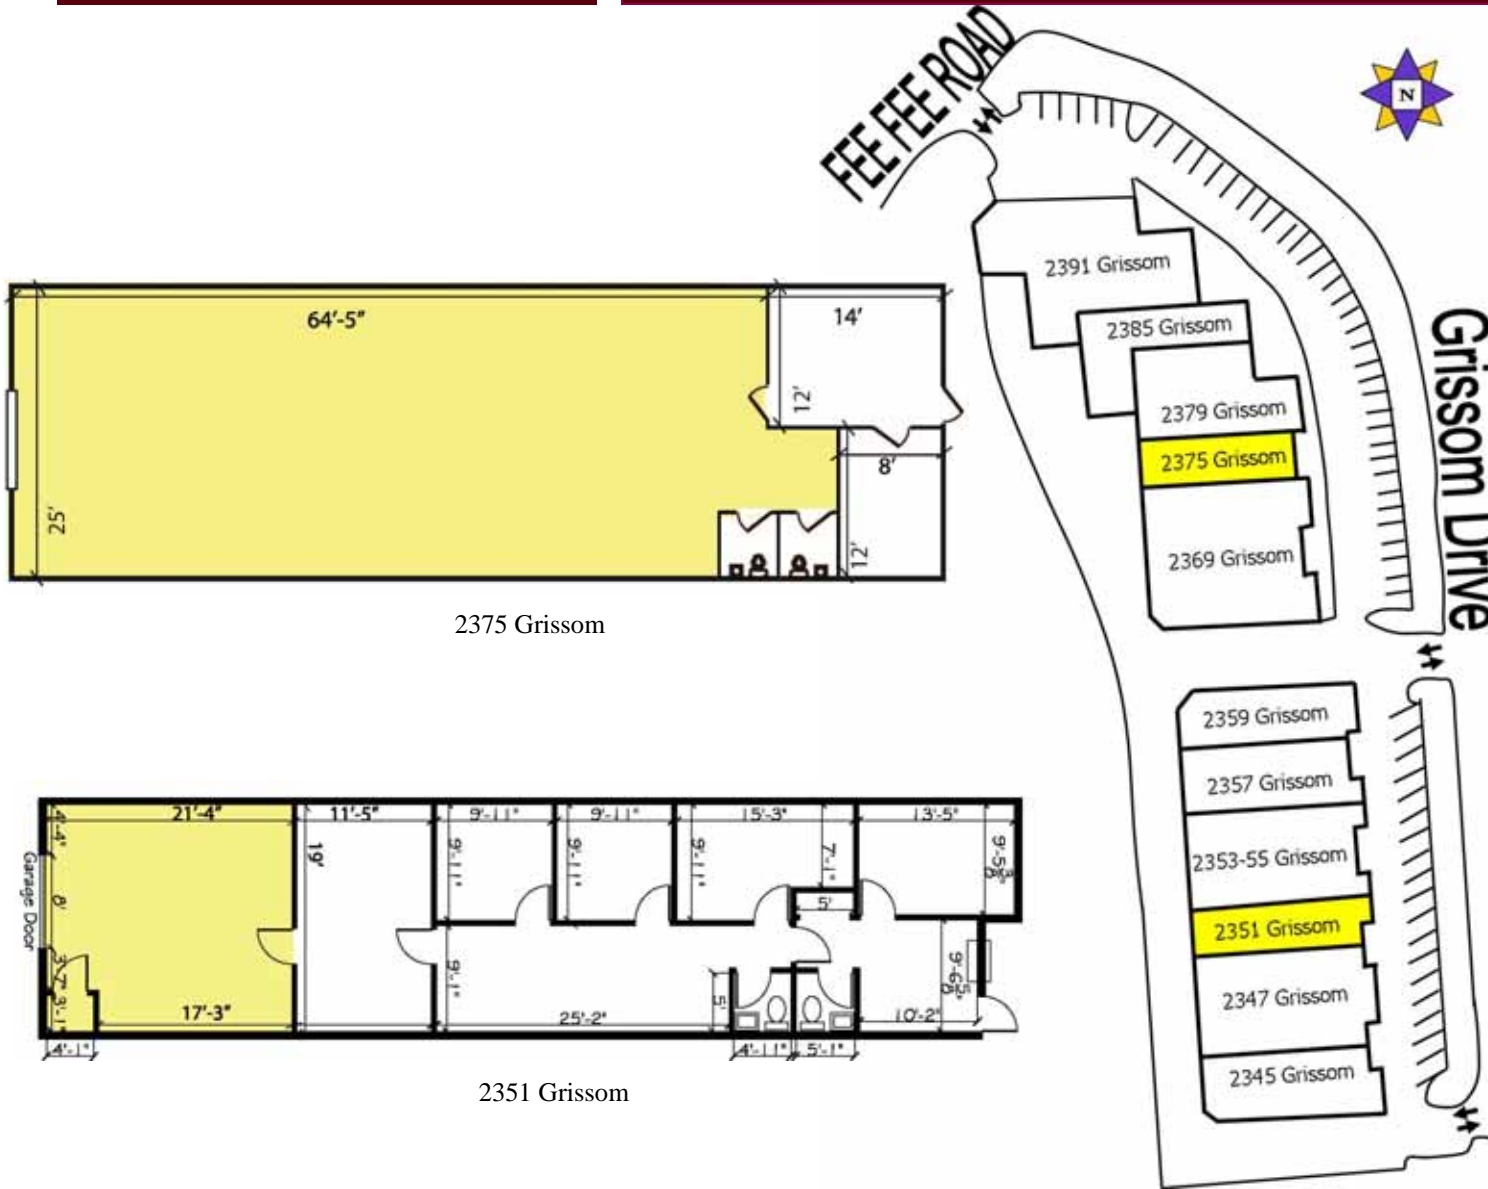 FEE FEE ROAD
N
2391 Grissom
2385 Grissom
2379 Grissom
2375 Grissom
2369 Grissom
Grissom Drive
2359 Grissom
2357 Grissom
2353-55 Grissom
2351 Grissom
2347 Grissom
2345 Grissom
64'-5"
14'
12'
8'
25'
12'
2375 Grissom
21'-4"
11'-5"
9'-11"
9'-11"
15'-3"
13'-5"
4'-4"
19'
9'-11"
9'-11"
9'-11"
7'-1"
Garage Door
8'
5'
9'-1"
3'-1"
17'-3"
25'-2"
5'
10'-2"
4'-1"
4'-11"
5'-1"
2351 Grissom